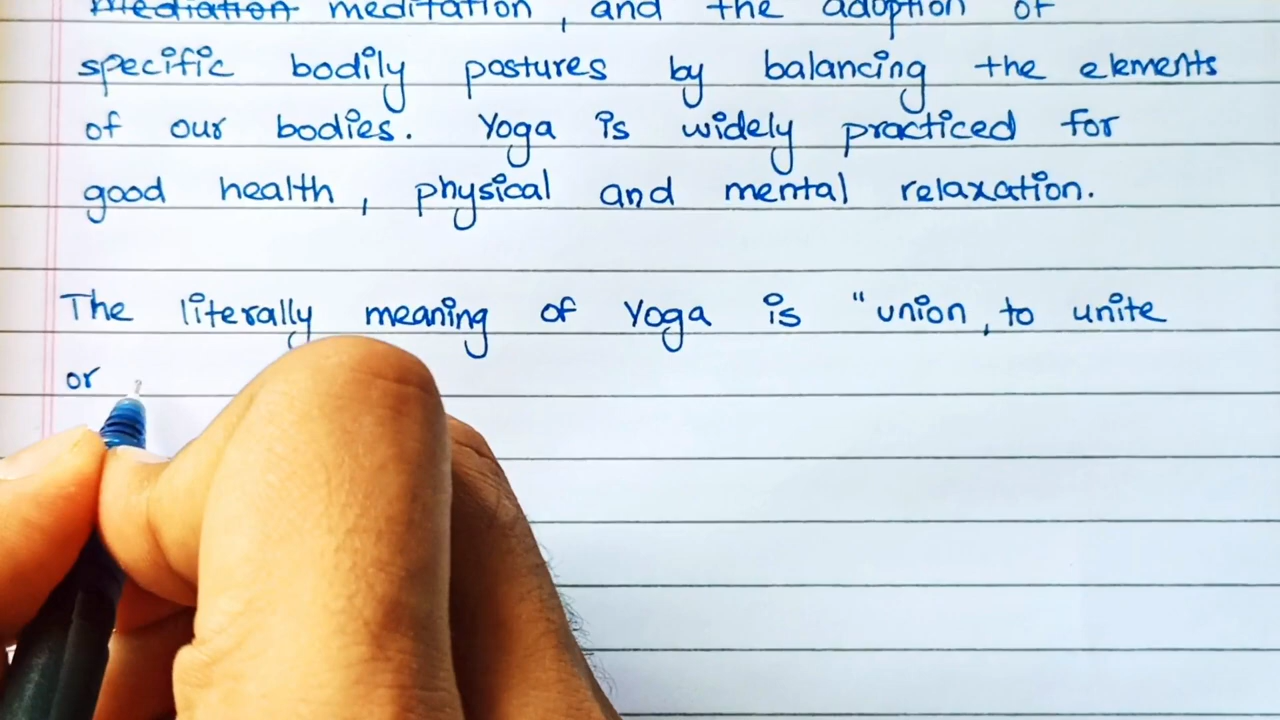 Mediation meditation, and the adoption of
specific bodily postures by balancing the elements
of our bodies. Yoga is widely practiced for
good health, physical and mental relaxation.
The literally meaning of Yoga is "union, to unite
or